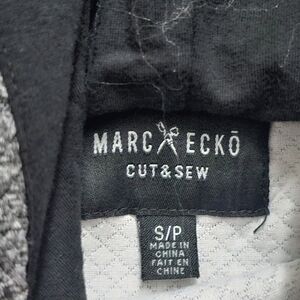 MARC ECKŌ
CUT & SEW
S/P
MADE IN
CHINA
FAIT EN
CHINE